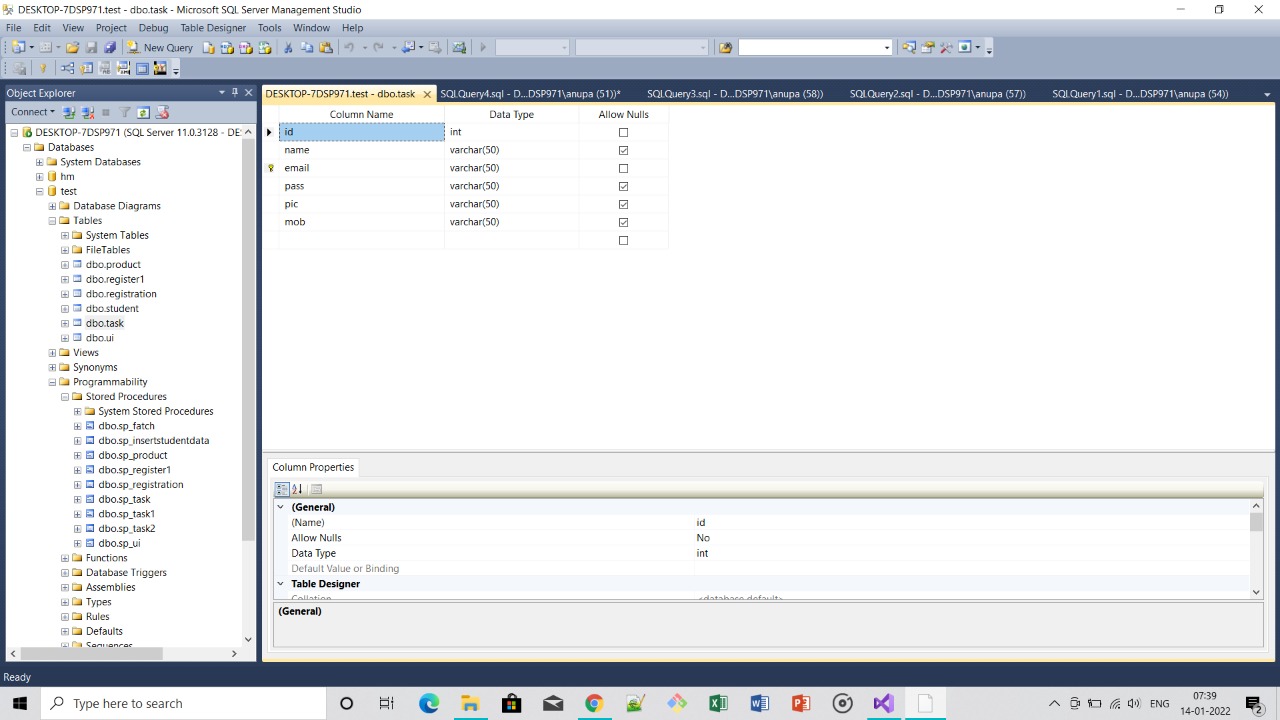 DESKTOP-7DSP971.test - dbo.task - Microsoft SQL Server Management Studio
File Edit View Project Debug Table Designer Tools Window Help
New Query
Object Explorer
Connect
DESKTOP-7DSP971 (SQL Server 11.0.3128 - DE
Databases
System Databases
hm
test
Database Diagrams
Tables
System Tables
FileTables
dbo.product
dbo.register1
dbo.registration
dbo.student
dbo.task
dbo.ui
Views
Synonyms
Programmability
Stored Procedures
System Stored Procedures
dbo.sp_fatch
dbo.sp_insertstudentdata
dbo.sp_product
dbo.sp_register1
dbo.sp_registration
dbo.sp_task
dbo.sp_task1
dbo.sp_task2
dbo.sp_ui
Functions
Database Triggers
Assemblies
Types
Rules
Defaults
Sequences
DESKTOP-7DSP971.test - dbo.task SQLQuery4.sql - D...DSP971\anupa (51))* SQLQuery3.sql - D...DSP971\anupa (58)) SQLQuery2.sql - D...DSP971\anupa (57)) SQLQuery1.sql - D...DSP971\anupa (54))
Column Name Data Type Allow Nulls
id int
name varchar(50)
email varchar(50)
pass varchar(50)
pic varchar(50)
mob varchar(50)
Column Properties
(General)
(Name) id
Allow Nulls No
Data Type int
Default Value or Binding
Table Designer
Collation <database default>
(General)
Ready
Type here to search
ENG
07:39
14-01-2022
2